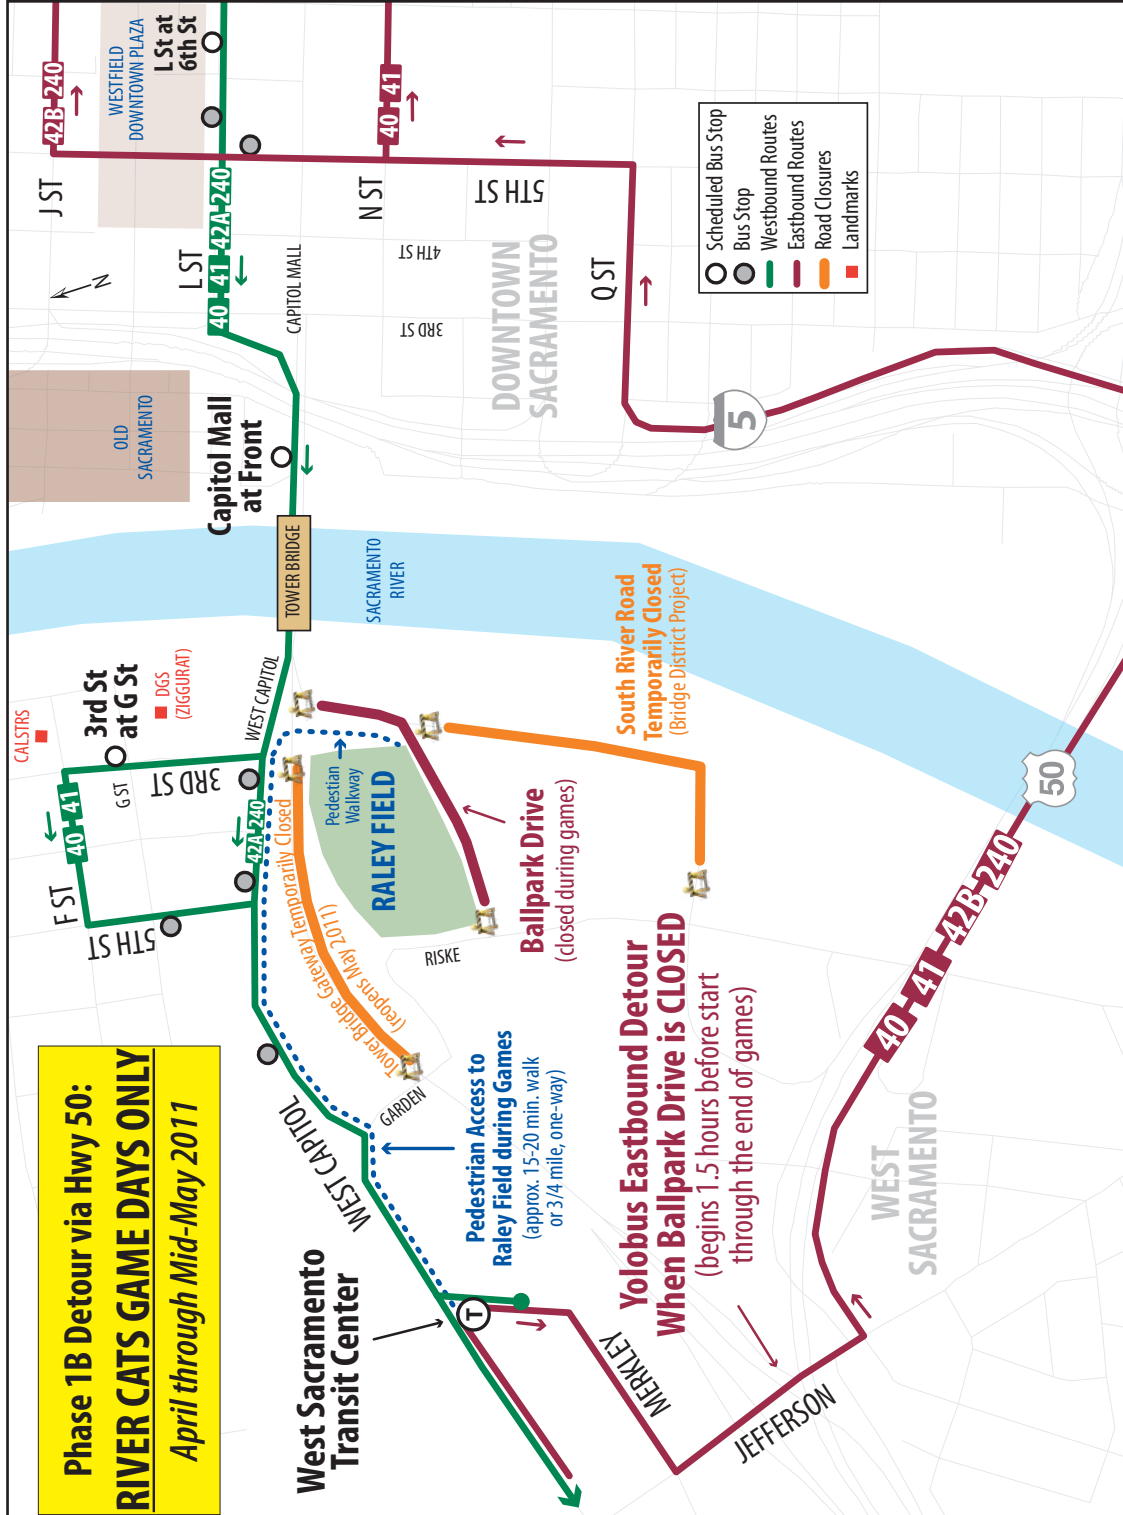 Phase 1B Detour via Hwy 50:
RIVER CATS GAME DAYS ONLY
April through Mid-May 2011
CALSTRS
3rd St
at G St
DGS
(ZIGGURAT)
F ST
40 41
G ST
3RD ST
5TH ST
42A 240
WEST CAPITOL
WEST CAPITOL
TOWER BRIDGE
SACRAMENTO
RIVER
OLD
SACRAMENTO
Capitol Mall
at Front
CAPITOL MALL
L ST
40 41 42A 240
J ST
42B 240
WESTFIELD
DOWNTOWN PLAZA
L St at
6th St
N
N ST
40 41
5TH ST
4TH ST
3RD ST
DOWNTOWN
SACRAMENTO
Q ST
5
Scheduled Bus Stop
Bus Stop
Westbound Routes
Eastbound Routes
Road Closures
Landmarks
West Sacramento
Transit Center
T
GARDEN
Tower Bridge Gateway Temporarily Closed
(reopens May 2011)
Pedestrian
Walkway
RALEY FIELD
RISKE
Ballpark Drive
(closed during games)
South River Road
Temporarily Closed
(Bridge District Project)
Pedestrian Access to
Raley Field during Games
(approx. 15-20 min. walk
or 3/4 mile, one-way)
Yolobus Eastbound Detour
When Ballpark Drive is CLOSED
(begins 1.5 hours before start
through the end of games)
MERKLEY
JEFFERSON
WEST
SACRAMENTO
40 41 42B 240
50